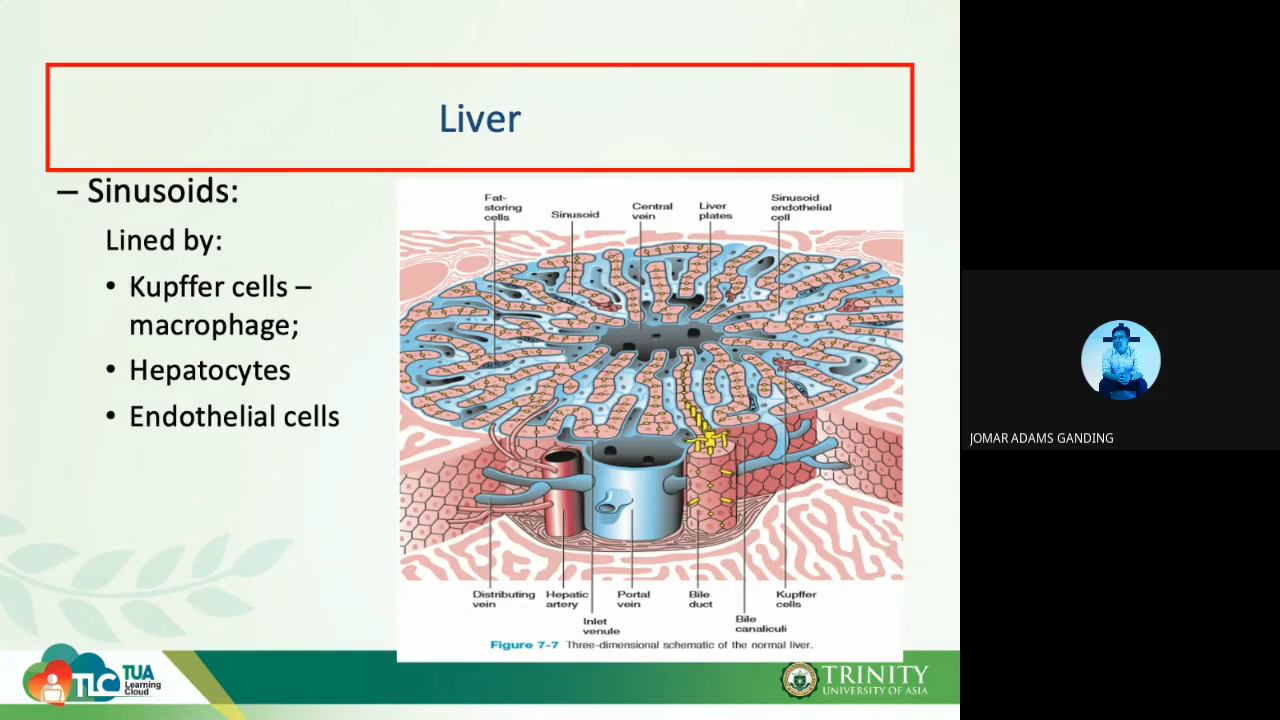 Liver
– Sinusoids:
Lined by:
• Kupffer cells –
macrophage;
• Hepatocytes
• Endothelial cells
Fat-
storing
cells
Sinusoid
Central
vein
Liver
plates
Sinusoid
endothelial
cell
Distributing
vein
Hepatic
artery
Inlet
venule
Portal
vein
Bile
duct
Bile
canaliculi
Kupffer
cells
Figure 7-7 Three-dimensional schematic of the normal liver.
TLC
TUA
Learning
Cloud
TRINITY
UNIVERSITY OF ASIA
JOMAR ADAMS GANDING